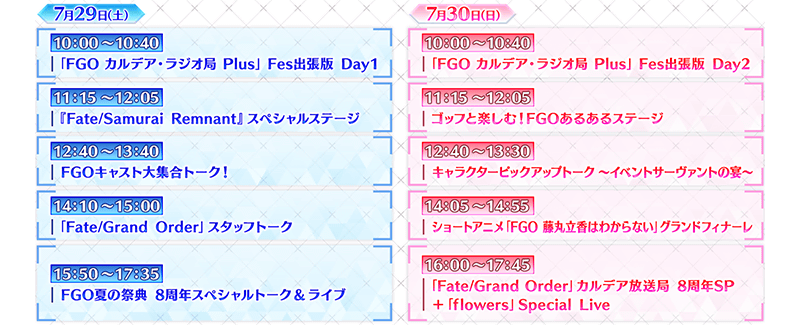 7月29日(土)
10:00～10:40
「FGO カルデア・ラジオ局 Plus」 Fes出張版 Day1
11:15～12:05
『Fate/Samurai Remnant』スペシャルステージ
12:40～13:40
FGOキャスト大集合トーク！
14:10～15:00
「Fate/Grand Order」スタッフトーク
15:50～17:35
FGO夏の祭典 8周年スペシャルトーク＆ライブ
7月30日(日)
10:00～10:40
「FGO カルデア・ラジオ局 Plus」 Fes出張版 Day2
11:15～12:05
ゴッフと楽しむ！FGOあるあるステージ
12:40～13:30
キャラクターピックアップトーク ～イベントサーヴァントの宴～
14:05～14:55
ショートアニメ「FGO 藤丸立香はわからない」グランドフィナーレ
16:00～17:45
「Fate/Grand Order」カルデア放送局 8周年SP
＋「flowers」Special Live